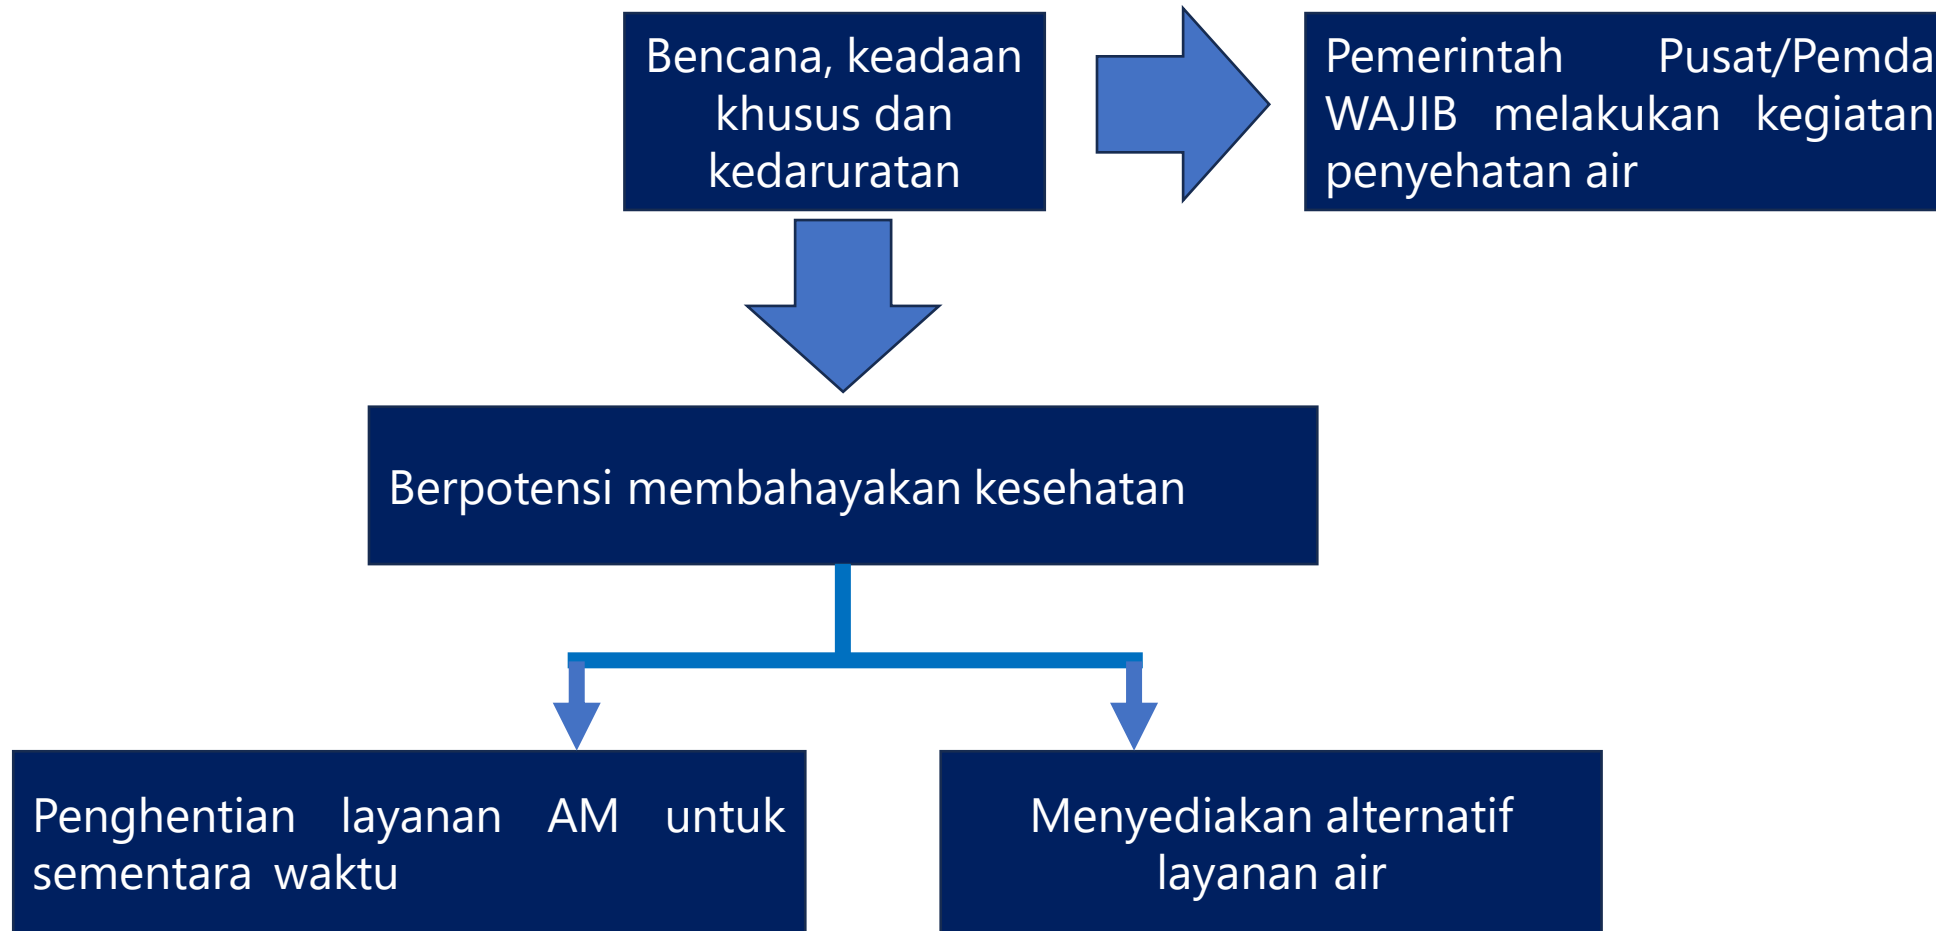 Bencana, keadaan
khusus dan
kedaruratan
Pemerintah Pusat/Pemda
WAJIB melakukan kegiatan
penyehatan air
Berpotensi membahayakan kesehatan
Penghentian layanan AM untuk
sementara waktu
Menyediakan alternatif
layanan air